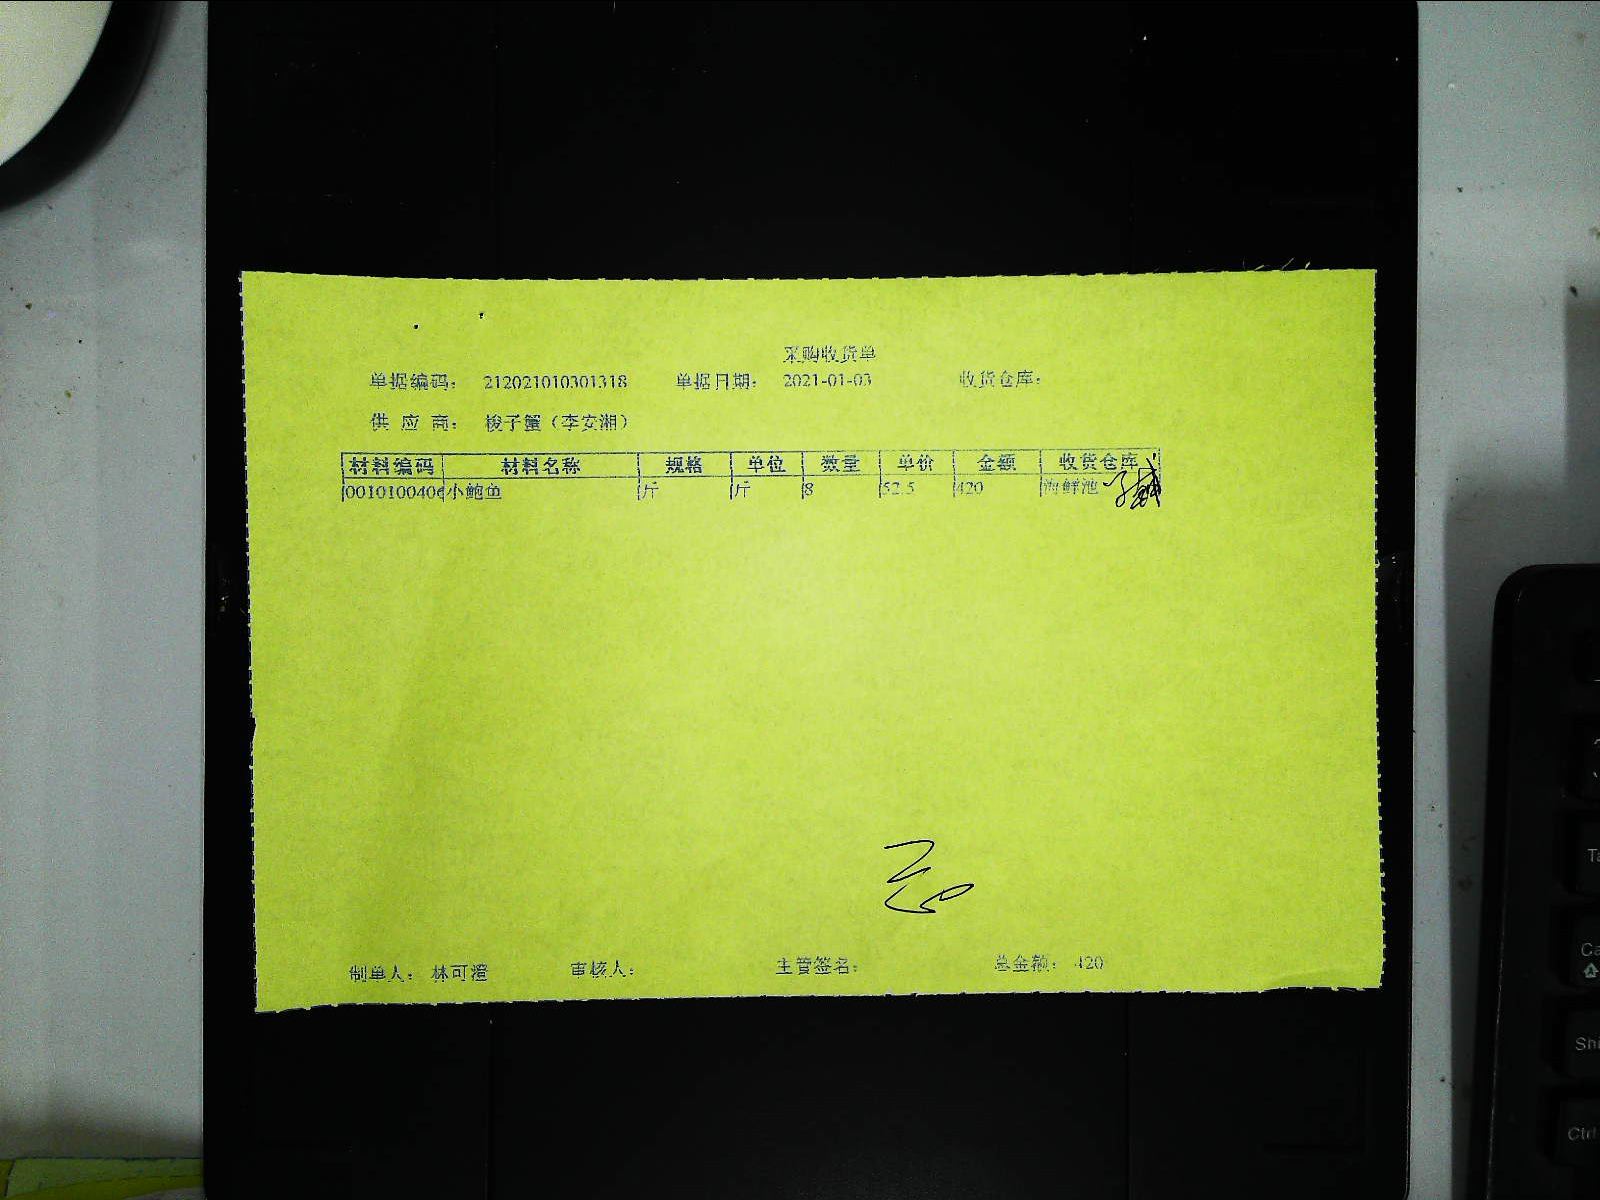 采购收货单
单据编码： 212021010301318 单据日期： 2021-01-03 收货仓库：
供 应 商： 梭子蟹（李安湘）
材料编码 材料名称 规格 单位 数量 单价 金额 收货仓库
001010040 小鲍鱼 斤 斤 8 52.5 420 海鲜池
制单人： 林可澄 审核人： 主管签名： 总金额： 420
Shi
Ctrl